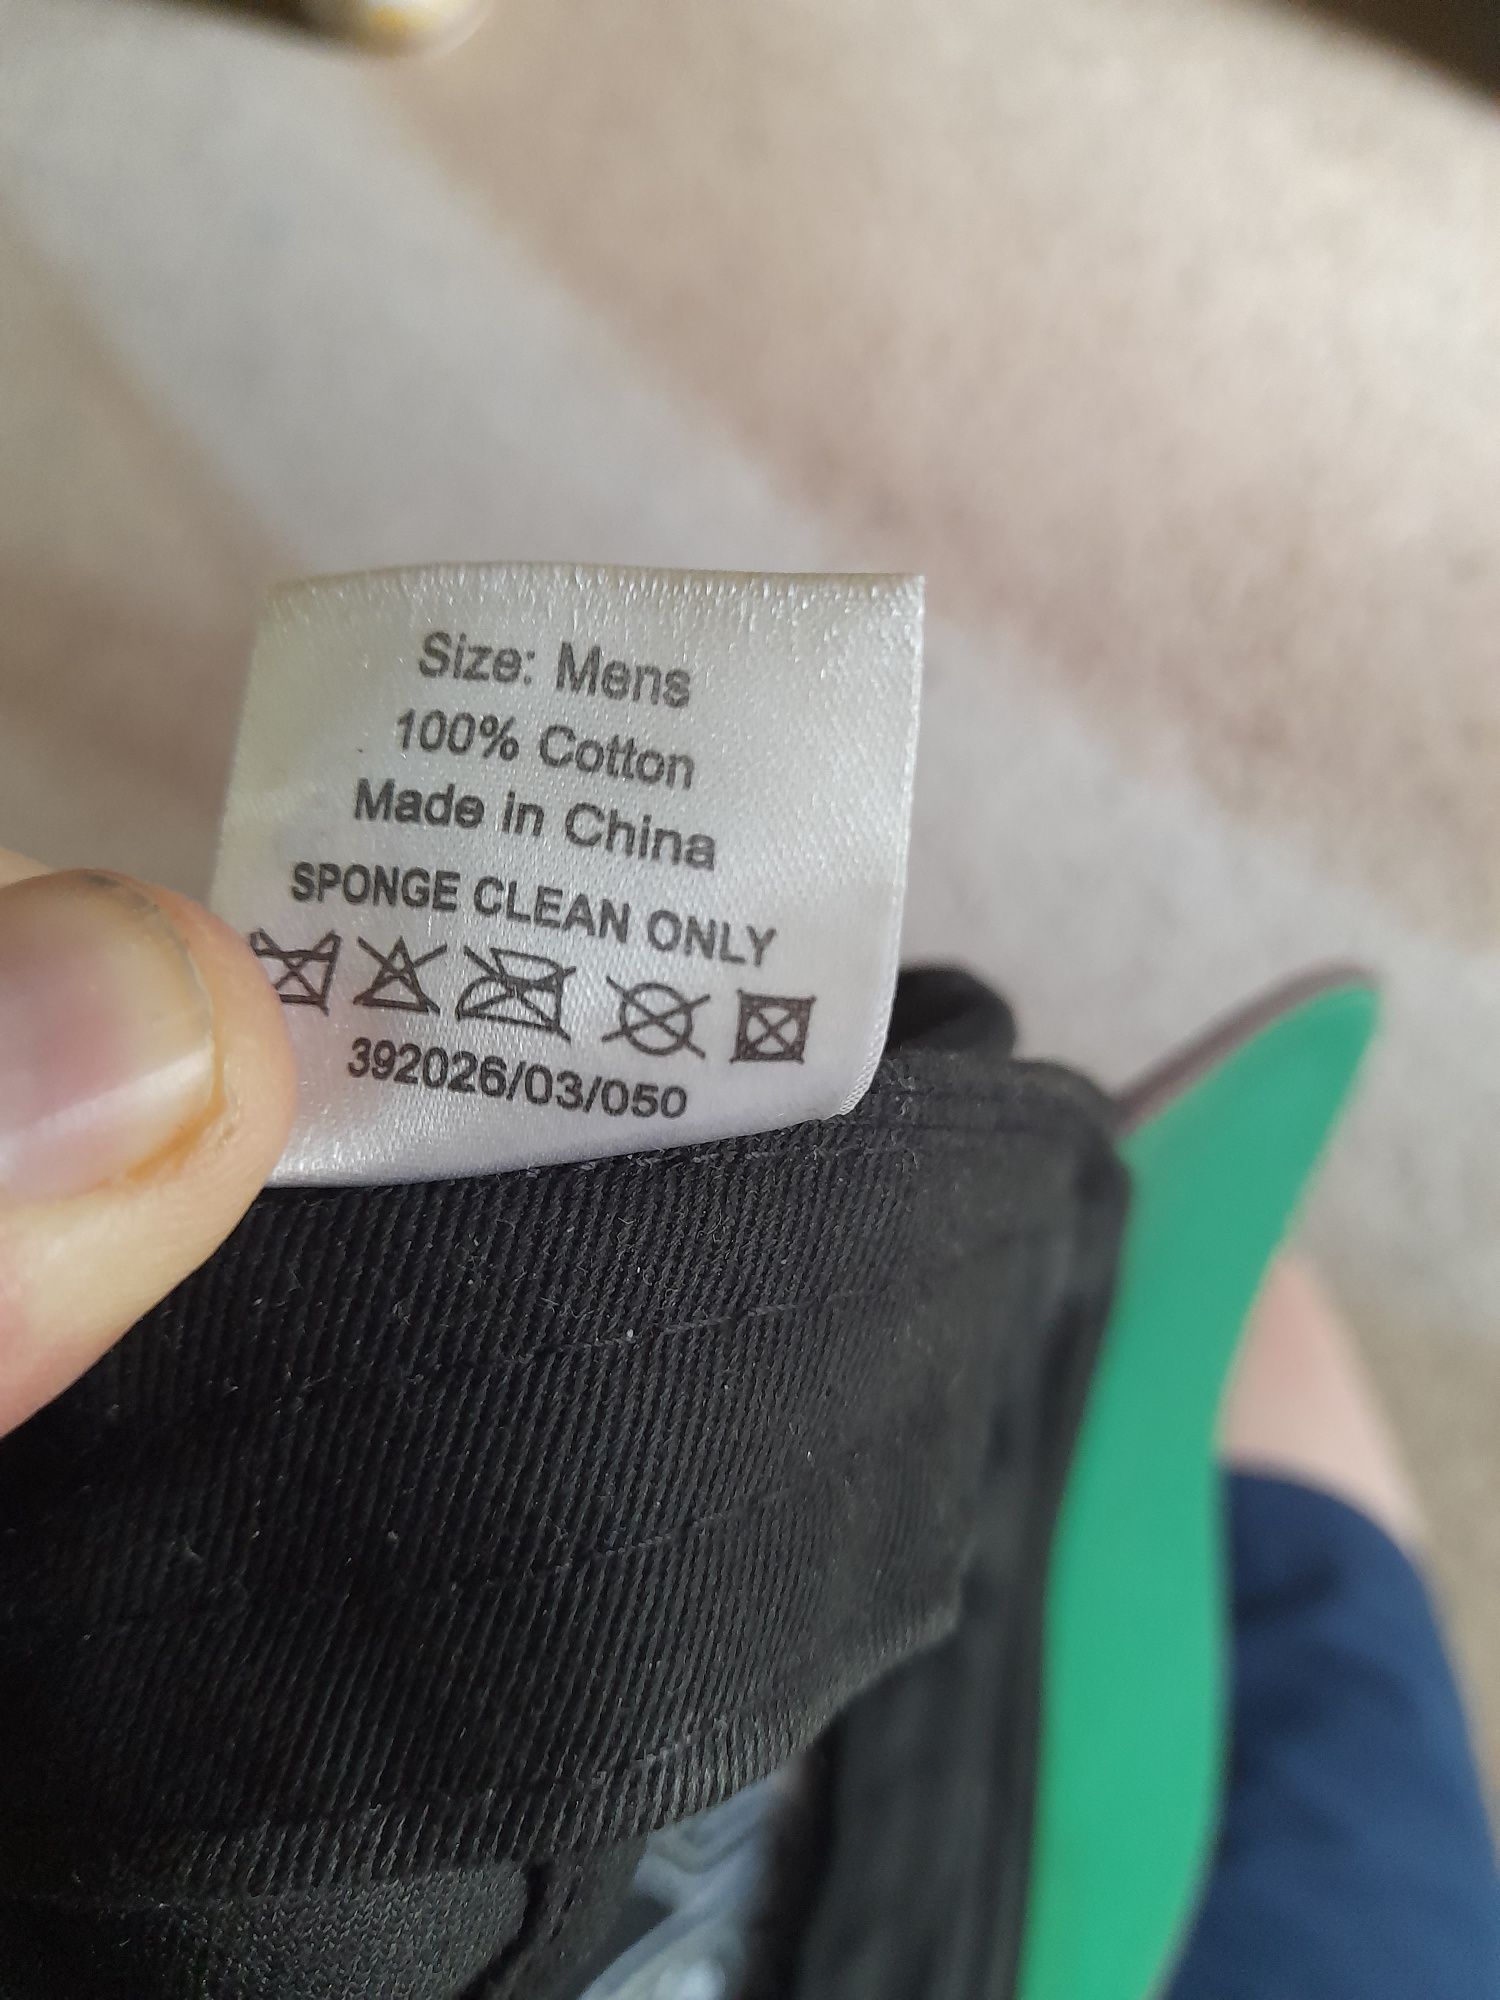 Size: Mens
100% Cotton
Made in China
SPONGE CLEAN ONLY
392026/03/050